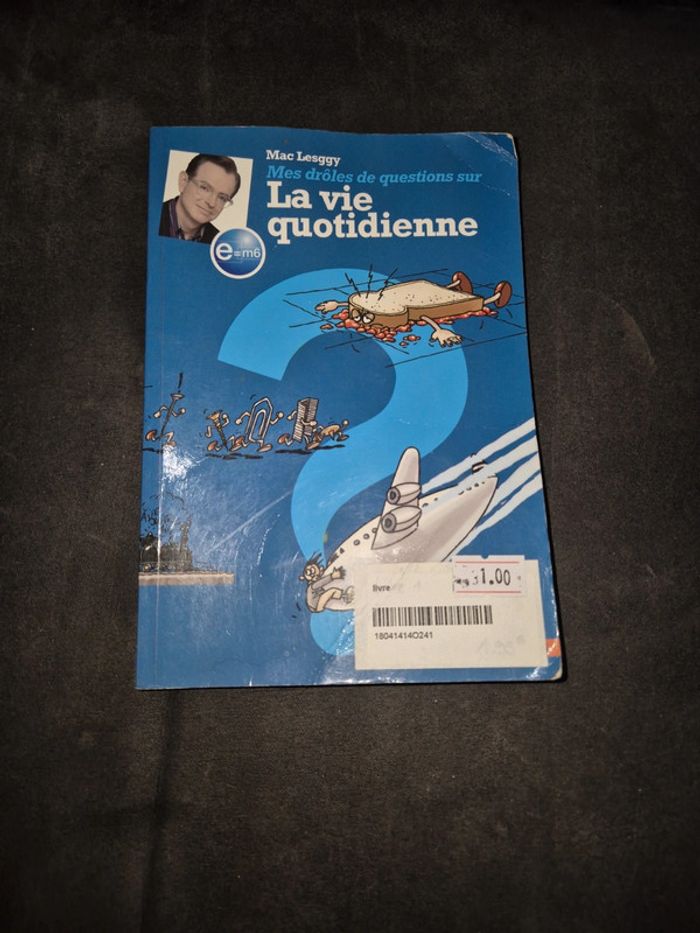 Mac Lesggy
Mes drôles de questions sur
La vie
quotidienne
e=m6
livre
1.00
18041414O241